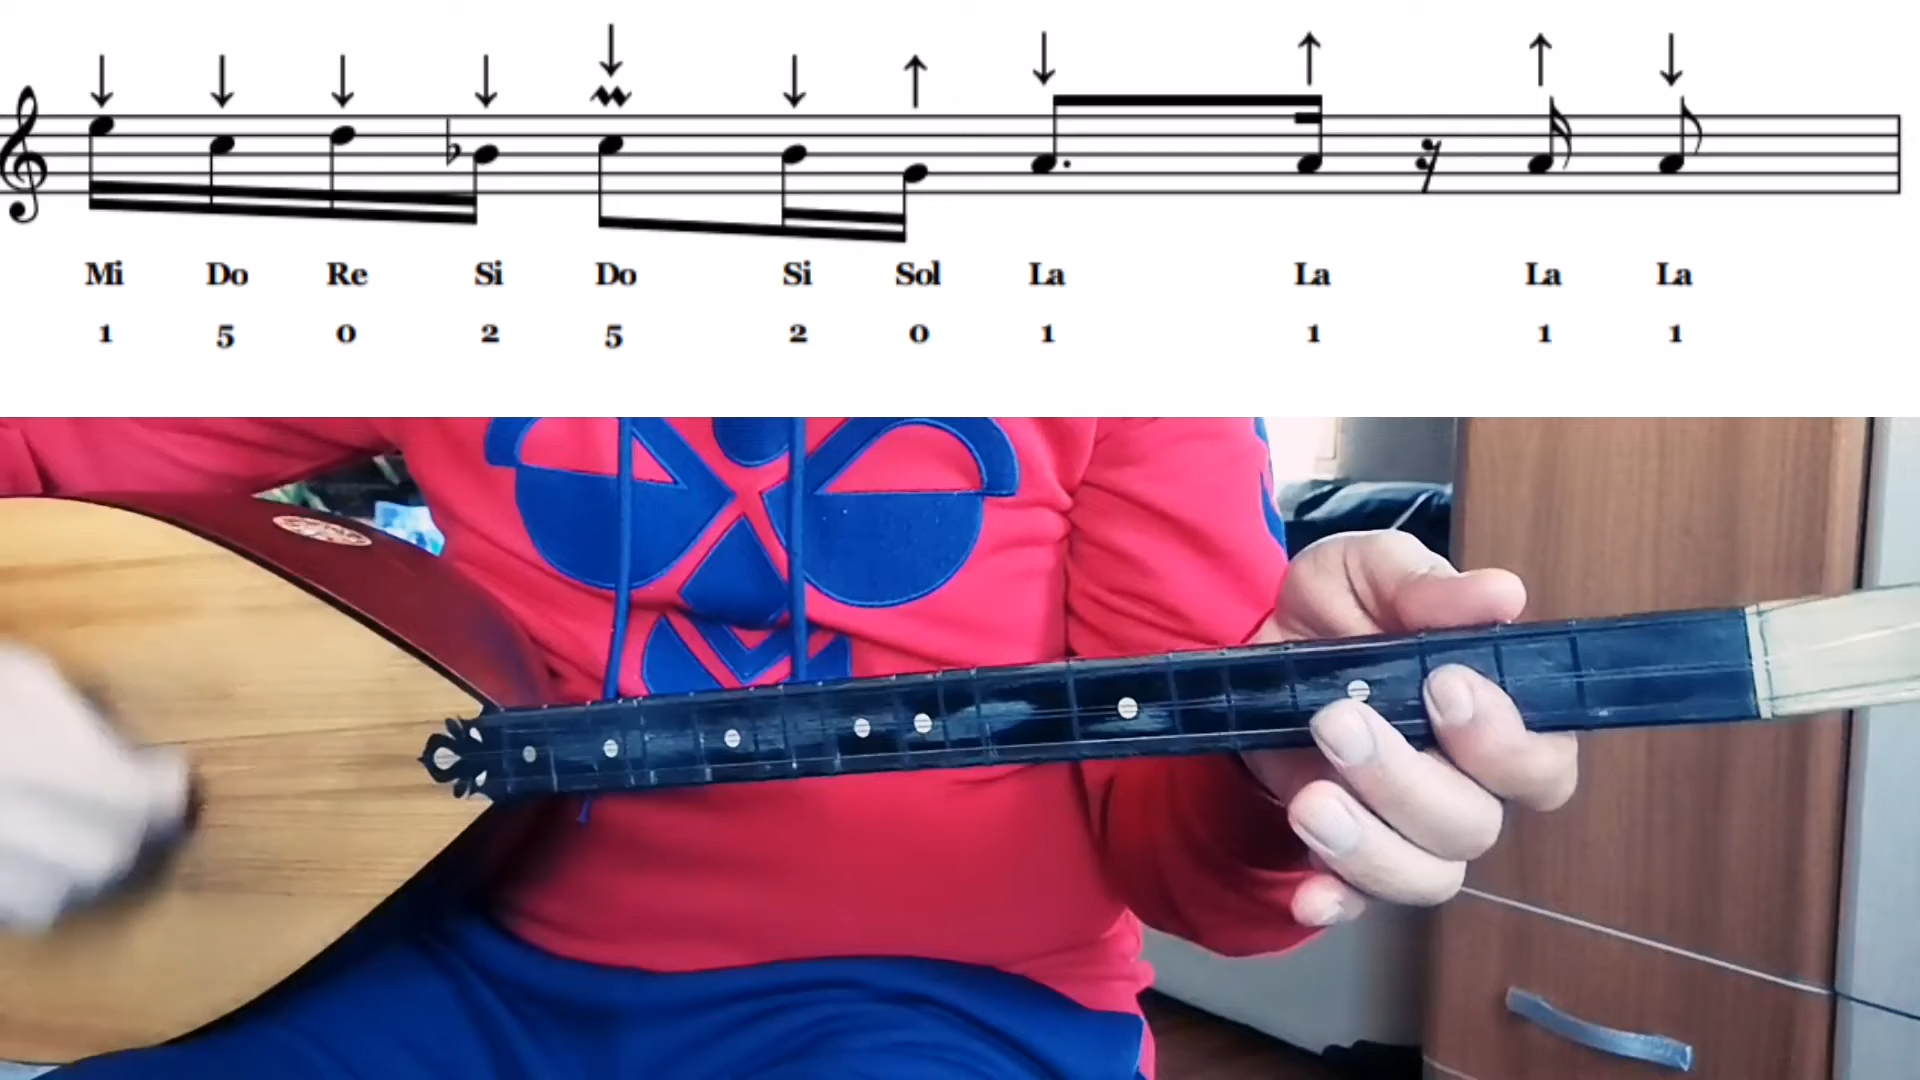 Mi Do Re Si Do Si Sol La La La La
1 5 0 2 5 2 0 1 1 1 1